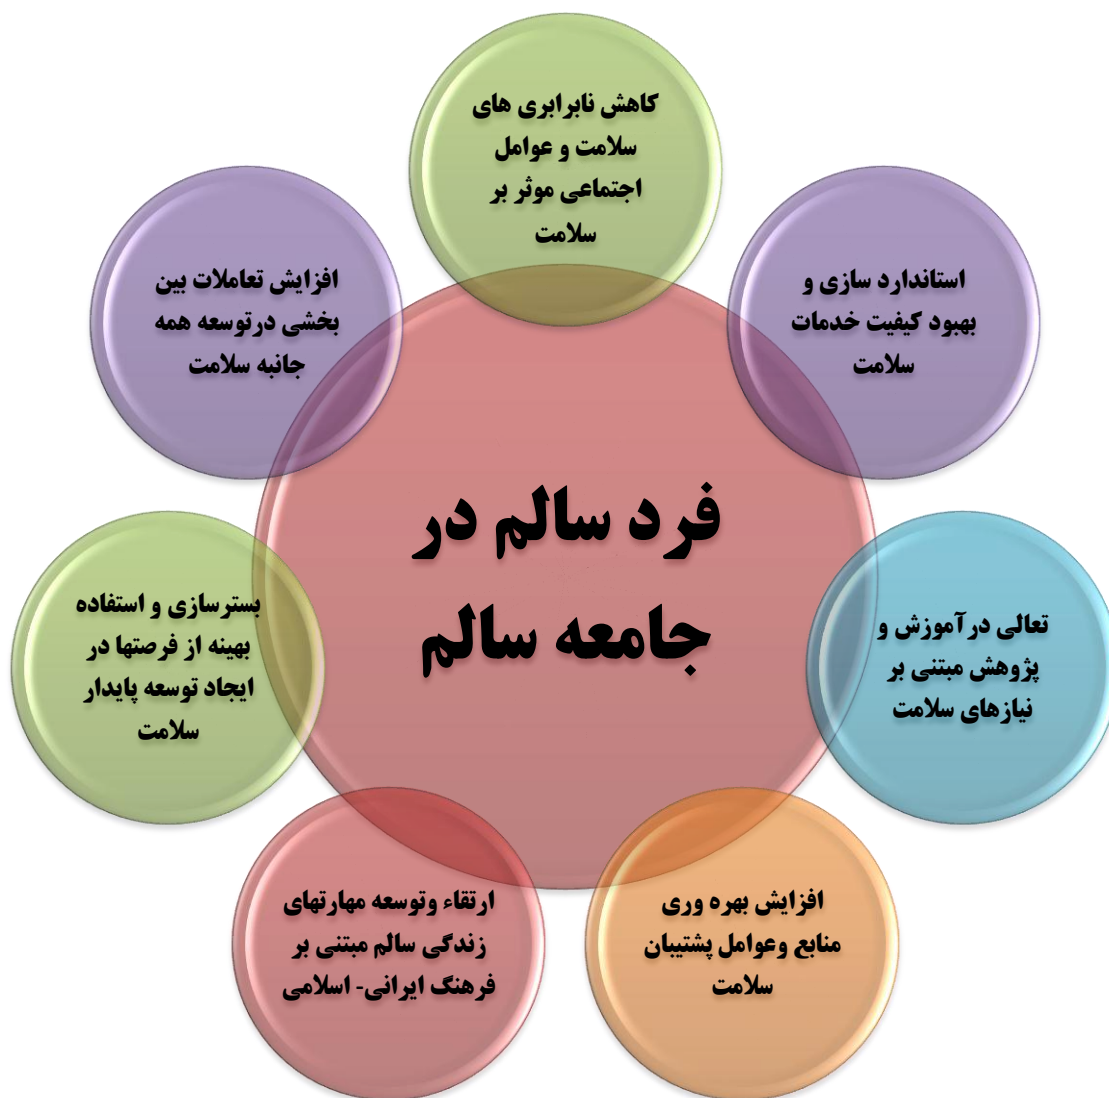 کاهش نابرابری های
سلامت و عوامل
اجتماعی موثر بر
سلامت
استاندارد سازی و
بهبود کیفیت خدمات
سلامت
تعالی درآموزش و
پژوهش مبتنی بر
نیازهای سلامت
افزایش بهره وری
منابع وعوامل پشتیبان
سلامت
ارتقاء وتوسعه مهارتهای
زندگی سالم مبتنی بر
فرهنگ ایرانی- اسلامی
بسترسازی و استفاده
بهینه از فرصتها در
ایجاد توسعه پایدار
سلامت
افزایش تعاملات بین
بخشی درتوسعه همه
جانبه سلامت
فرد سالم در
جامعه سالم